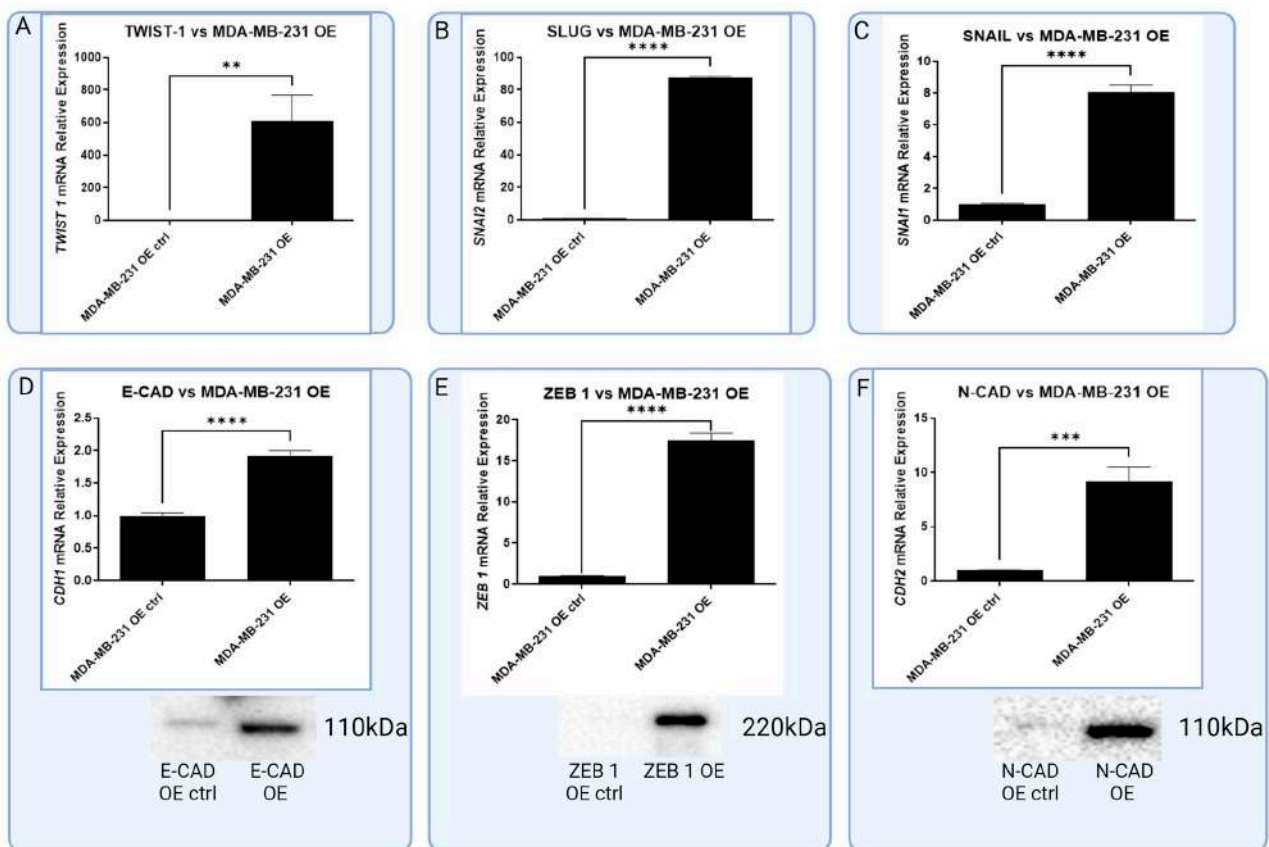 A
TWIST-1 vs MDA-MB-231 OE
**
TWIST 1 mRNA Relative Expression
1000
800
600
400
200
0
MDA-MB-231 OE ctrl
MDA-MB-231 OE
B
SLUG vs MDA-MB-231 OE
****
SNAI2 mRNA Relative Expression
100
80
60
40
20
0
MDA-MB-231 OE ctrl
MDA-MB-231 OE
C
SNAIL vs MDA-MB-231 OE
****
SNAI1 mRNA Relative Expression
10
8
6
4
2
0
MDA-MB-231 OE ctrl
MDA-MB-231 OE
D
E-CAD vs MDA-MB-231 OE
****
CDH1 mRNA Relative Expression
2.5
2.0
1.5
1.0
0.5
0.0
MDA-MB-231 OE ctrl
MDA-MB-231 OE
110kDa
E-CAD
OE ctrl
E-CAD
OE
E
ZEB 1 vs MDA-MB-231 OE
****
ZEB 1 mRNA Relative Expression
20
15
10
5
0
MDA-MB-231 OE ctrl
MDA-MB-231 OE
220kDa
ZEB 1
OE ctrl
ZEB 1 OE
F
N-CAD vs MDA-MB-231 OE
***
CDH2 mRNA Relative Expression
15
10
5
0
MDA-MB-231 OE ctrl
MDA-MB-231 OE
110kDa
N-CAD
OE ctrl
N-CAD
OE